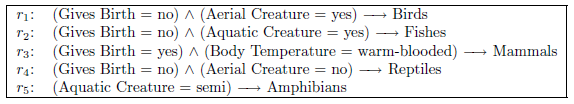 r1: (Gives Birth = no) ∧ (Aerial Creature = yes) ⟶ Birds
r2: (Gives Birth = no) ∧ (Aquatic Creature = yes) ⟶ Fishes
r3: (Gives Birth = yes) ∧ (Body Temperature = warm-blooded) ⟶ Mammals
r4: (Gives Birth = no) ∧ (Aerial Creature = no) ⟶ Reptiles
r5: (Aquatic Creature = semi) ⟶ Amphibians